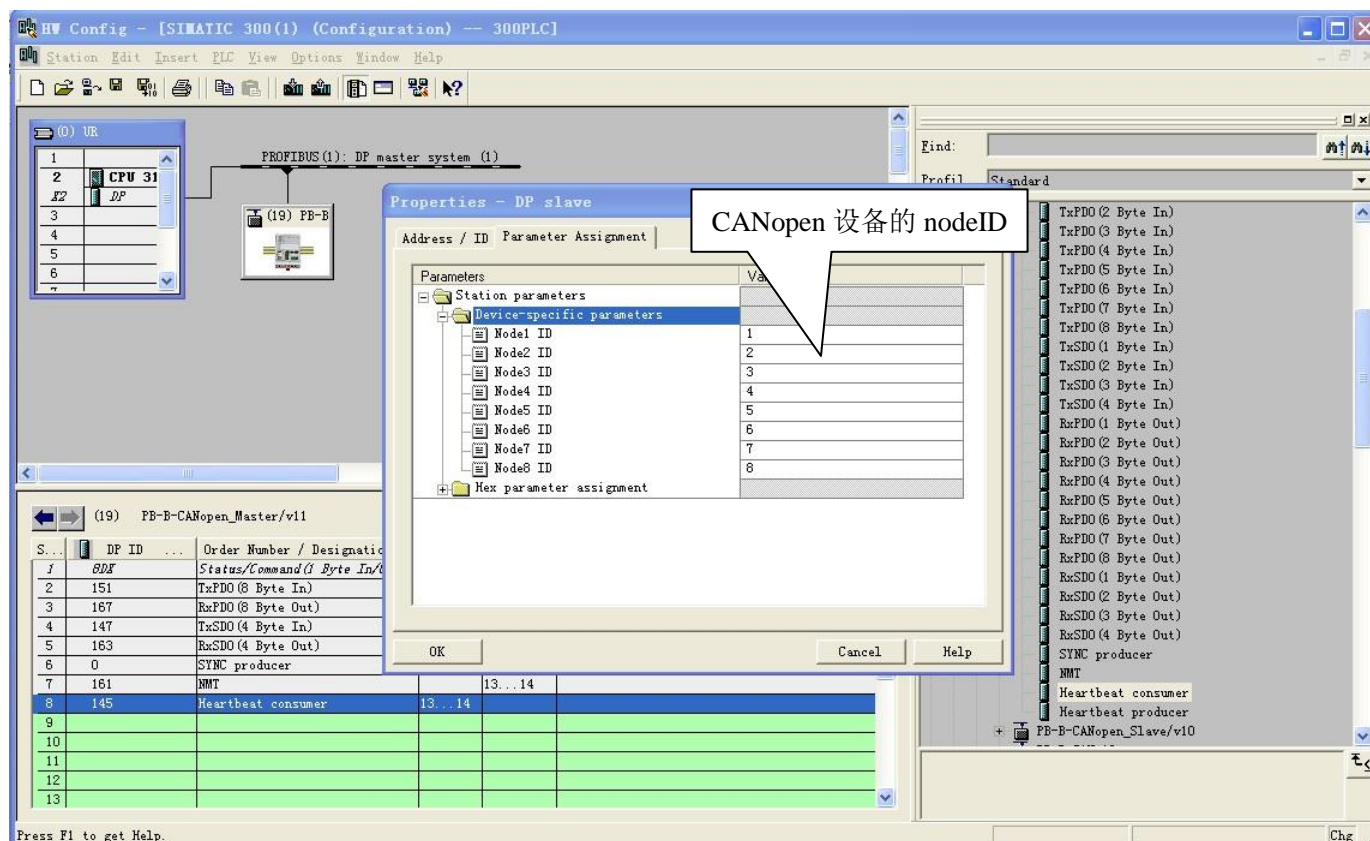 HW Config - [SIMATIC 300(1) (Configuration) -- 300PLC]
Station Edit Insert PLC View Options Window Help
(0) UR
1
2 CPU 31
X2 DP
3
4
5
6
PROFIBUS(1): DP master system (1)
(19) PB-B
Find:
Profil Standard
Properties - DP slave
CANopen 设备的 nodeID
Address / ID Parameter Assignment
Parameters
Station parameters
Device-specific parameters
Node1 ID 1
Node2 ID 2
Node3 ID 3
Node4 ID 4
Node5 ID 5
Node6 ID 6
Node7 ID 7
Node8 ID 8
Hex parameter assignment
OK Cancel Help
TxPDO(2 Byte In)
TxPDO(3 Byte In)
TxPDO(4 Byte In)
TxPDO(5 Byte In)
TxPDO(6 Byte In)
TxPDO(7 Byte In)
TxPDO(8 Byte In)
TxSDO(1 Byte In)
TxSDO(2 Byte In)
TxSDO(3 Byte In)
TxSDO(4 Byte In)
RxPDO(1 Byte Out)
RxPDO(2 Byte Out)
RxPDO(3 Byte Out)
RxPDO(4 Byte Out)
RxPDO(5 Byte Out)
RxPDO(6 Byte Out)
RxPDO(7 Byte Out)
RxPDO(8 Byte Out)
RxSDO(1 Byte Out)
RxSDO(2 Byte Out)
RxSDO(3 Byte Out)
RxSDO(4 Byte Out)
SYNC producer
NMT
Heartbeat consumer
Heartbeat producer
PB-B-CANopen_Slave/v10
(19) PB-B-CANopen_Master/v11
S... DP ID ... Order Number / Designatio
1 8DX Status/Command(1 Byte In/
2 151 TxPDO(8 Byte In)
3 167 RxPDO(8 Byte Out)
4 147 TxSDO(4 Byte In)
5 163 RxSDO(4 Byte Out)
6 0 SYNC producer
7 161 NMT 13...14
8 145 Heartbeat consumer 13...14
9
10
11
12
13
Press F1 to get Help.
Chg